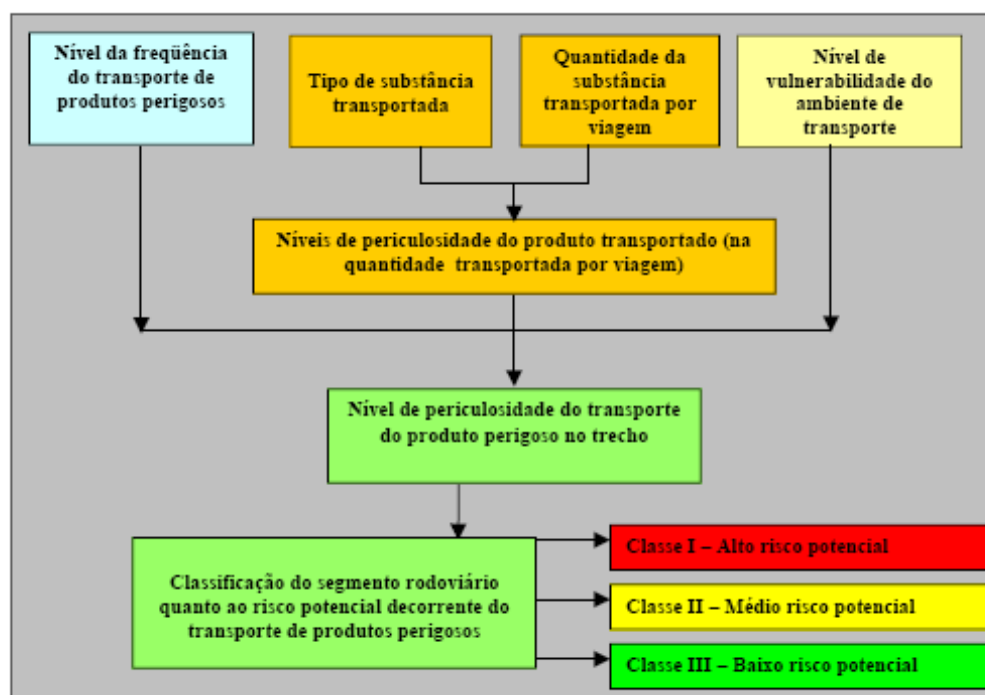 Nível da freqüência
do transporte de
produtos perigosos
Tipo de substância
transportada
Quantidade da
substância
transportada por
viagem
Nível de
vulnerabilidade do
ambiente de
transporte
Níveis de periculosidade do produto transportado (na
quantidade transportada por viagem)
Nível de periculosidade do transporte
do produto perigoso no trecho
Classificação do segmento rodoviário
quanto ao risco potencial decorrente do
transporte de produtos perigosos
Classe I – Alto risco potencial
Classe II – Médio risco potencial
Classe III – Baixo risco potencial